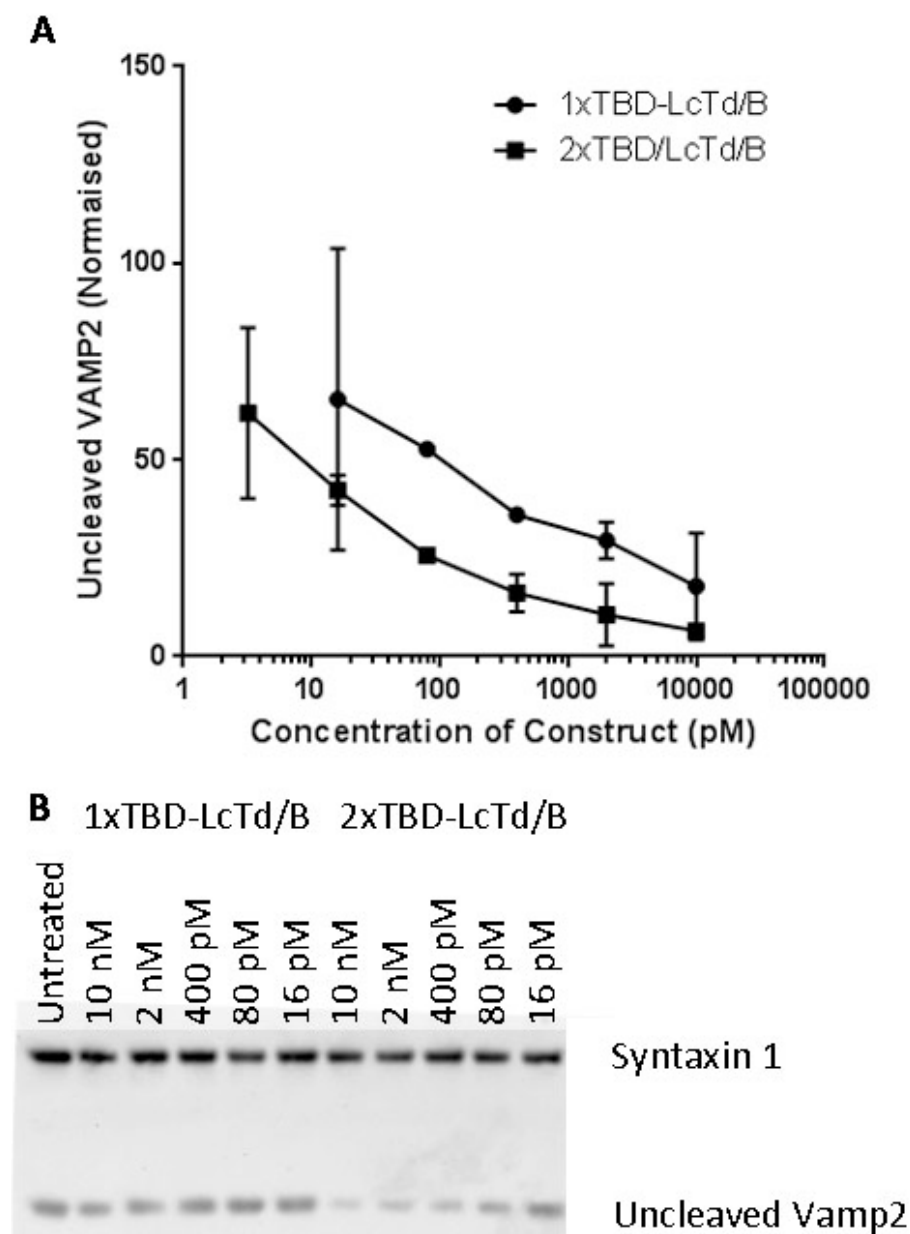 A
150
100
50
0
Uncleaved VAMP2 (Normaised)
1xTBD-LcTd/B
2xTBD/LcTd/B
1 10 100 1000 10000 100000
Concentration of Construct (pM)
B 1xTBD-LcTd/B 2xTBD-LcTd/B
Untreated 10 nM 2 nM 400 pM 80 pM 16 pM 10 nM 2 nM 400 pM 80 pM 16 pM
Syntaxin 1
Uncleaved Vamp2